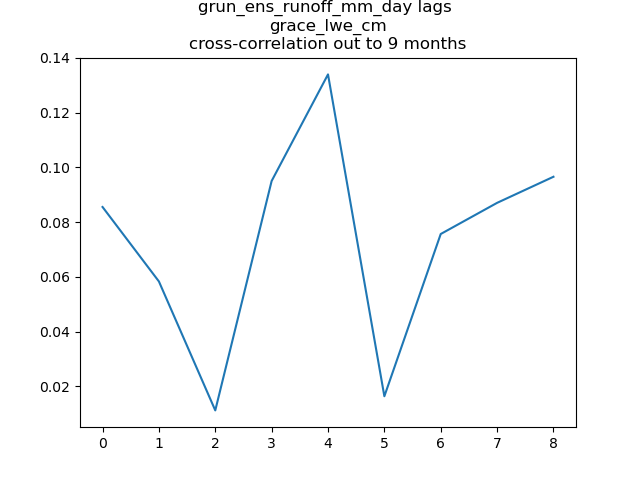 grun_ens_runoff_mm_day lags
grace_lwe_cm
cross-correlation out to 9 months
0.14
0.12
0.10
0.08
0.06
0.04
0.02
0 1 2 3 4 5 6 7 8